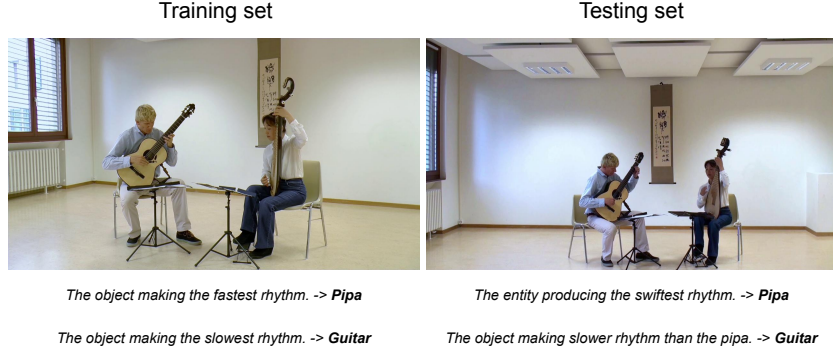 Training set
Testing set
The object making the fastest rhythm. -> Pipa
The entity producing the swiftest rhythm. -> Pipa
The object making the slowest rhythm. -> Guitar
The object making slower rhythm than the pipa. -> Guitar